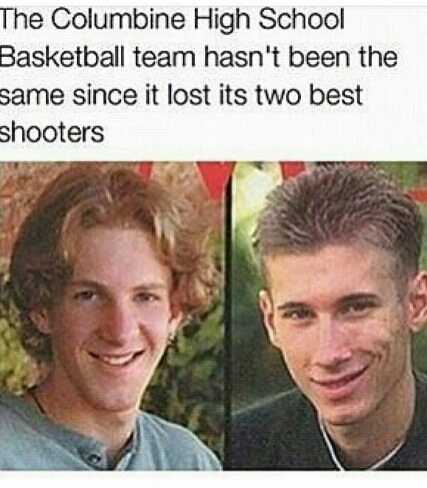 The Columbine High School
Basketball team hasn't been the
same since it lost its two best
shooters